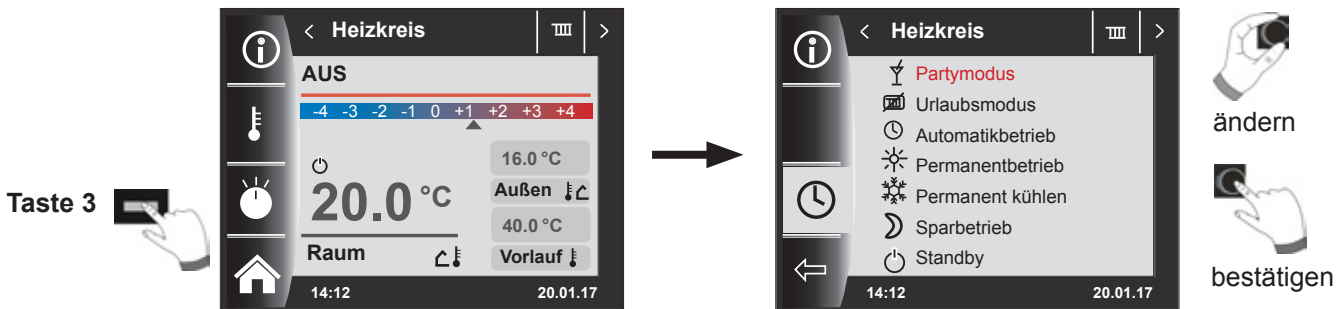 Taste 3
< Heizkreis >
AUS
-4 -3 -2 -1 0 +1 +2 +3 +4
16.0 °C
Außen
20.0 °C
40.0 °C
Raum
Vorlauf
14:12 20.01.17
< Heizkreis >
Partymodus
Urlaubsmodus
Automatikbetrieb
Permanentbetrieb
Permanent kühlen
Sparbetrieb
Standby
14:12 20.01.17
ändern
bestätigen